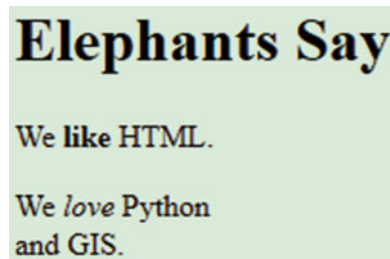 Elephants Say
We like HTML.
We love Python
and GIS.